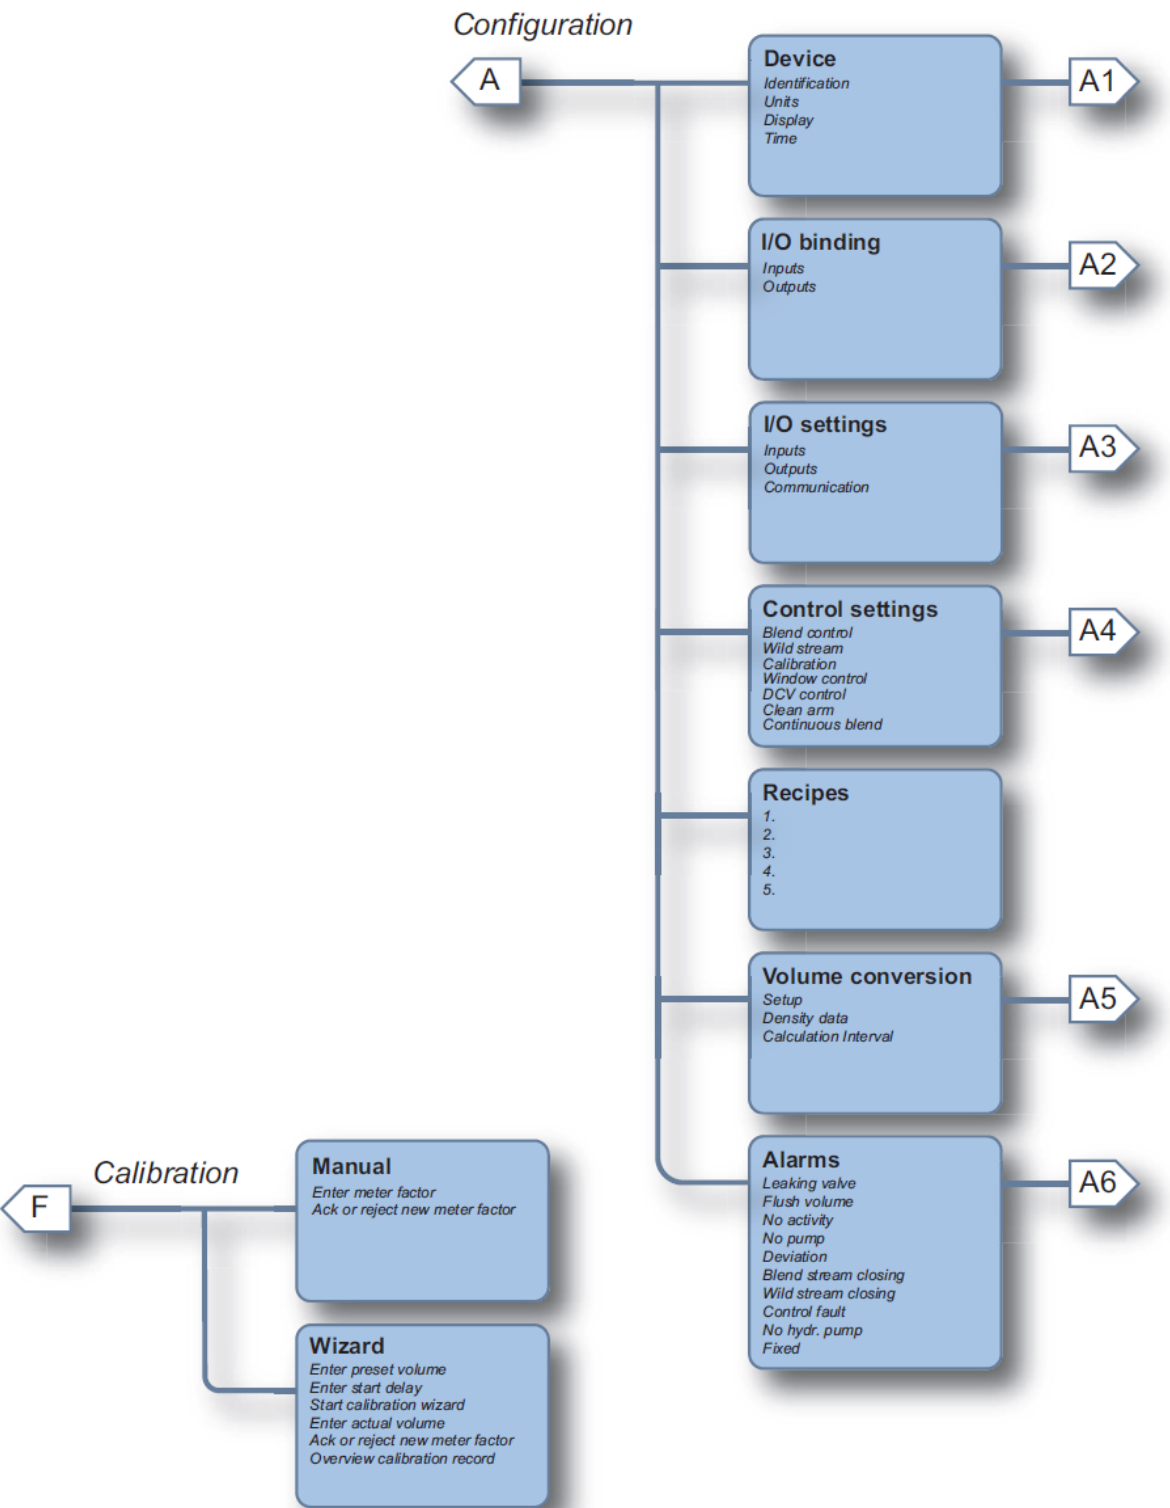 Configuration
A
Device
Identification
Units
Display
Time
A1
I/O binding
Inputs
Outputs
A2
I/O settings
Inputs
Outputs
Communication
A3
Control settings
Blend control
Wild stream
Calibration
Window control
DCV control
Clean arm
Continuous blend
A4
Recipes
1.
2.
3.
4.
5.
Volume conversion
Setup
Density data
Calculation Interval
A5
Alarms
Leaking valve
Flush volume
No activity
No pump
Deviation
Blend stream closing
Wild stream closing
Control fault
No hydr. pump
Fixed
A6
Calibration
F
Manual
Enter meter factor
Ack or reject new meter factor
Wizard
Enter preset volume
Enter start delay
Start calibration wizard
Enter actual volume
Ack or reject new meter factor
Overview calibration record